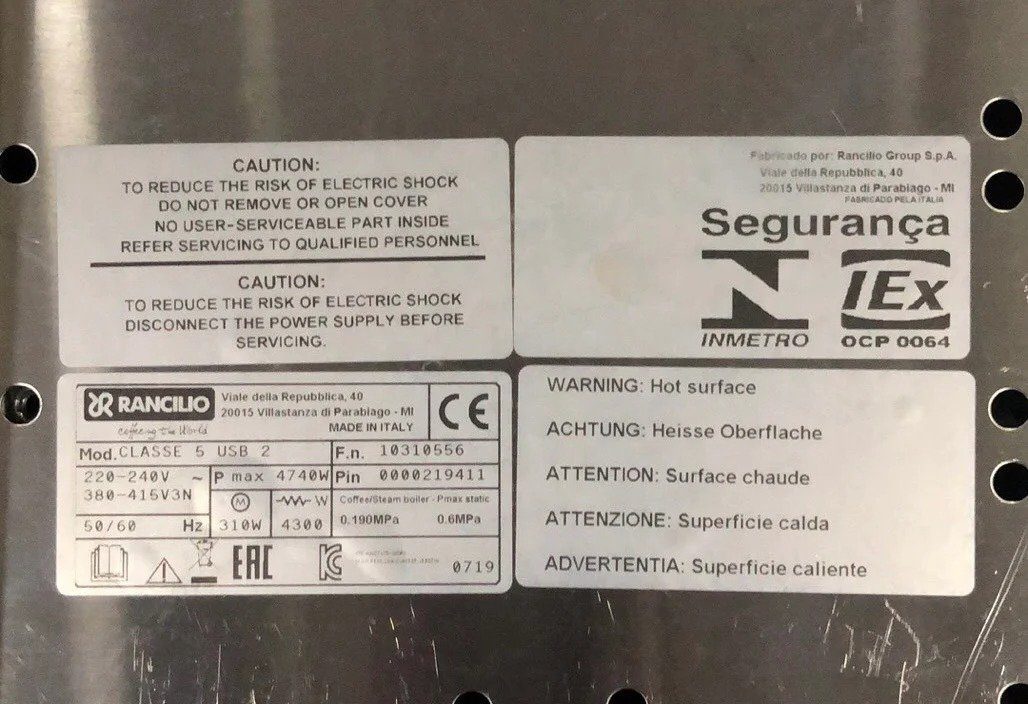 CAUTION:
TO REDUCE THE RISK OF ELECTRIC SHOCK
DO NOT REMOVE OR OPEN COVER
NO USER-SERVICEABLE PART INSIDE
REFER SERVICING TO QUALIFIED PERSONNEL
CAUTION:
TO REDUCE THE RISK OF ELECTRIC SHOCK
DISCONNECT THE POWER SUPPLY BEFORE
SERVICING.
Fabricado por: Rancilio Group S.p.A.
Viale della Repubblica, 40
20015 Villastanza di Parabiago - MI
FABRICADO PELA ITALIA
Segurança
INMETRO
IEx
OCP 0064
RANCILIO
coffeeing the World
Viale della Repubblica, 40
20015 Villastanza di Parabiago - MI
MADE IN ITALY
CE
Mod. CLASSE 5 USB 2
F.n. 10310556
220-240V ~
380-415V3N
P max 4740W
Pin 0000219411
50/60 Hz
M
310W
W
4300
Coffee/Steam boiler - Pmax static
0.190MPa 0.6MPa
EAC
0719
WARNING: Hot surface
ACHTUNG: Heisse Oberflache
ATTENTION: Surface chaude
ATTENZIONE: Superficie calda
ADVERTENTIA: Superficie caliente